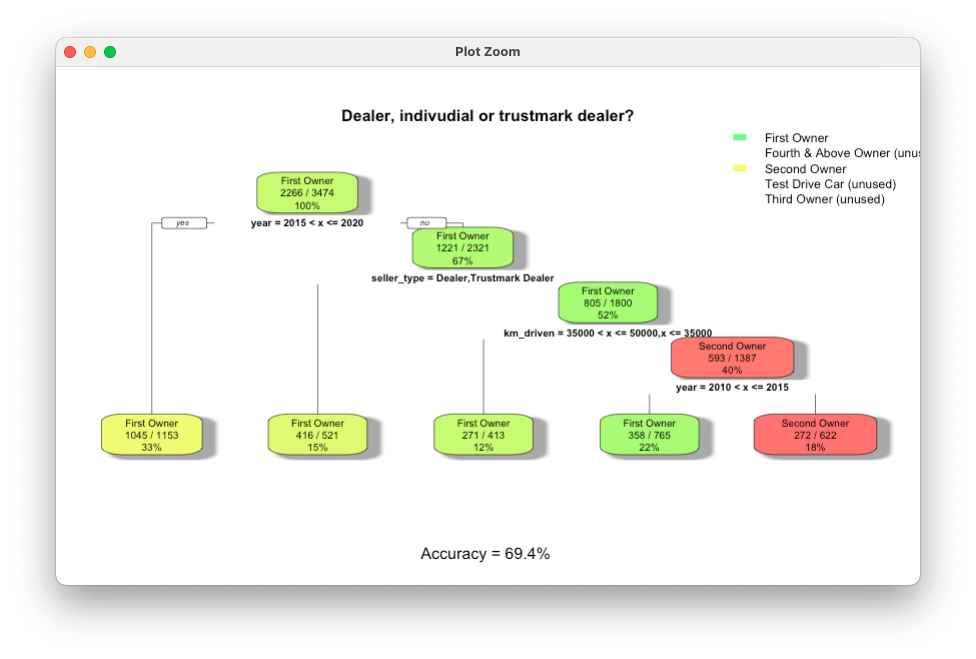 Plot Zoom
Dealer, indivudial or trustmark dealer?
First Owner
Fourth & Above Owner (unus
Second Owner
Test Drive Car (unused)
Third Owner (unused)
First Owner
2266 / 3474
100%
yes
year = 2015 < x <= 2020
no
First Owner
1221 / 2321
67%
seller_type = Dealer,Trustmark Dealer
First Owner
805 / 1800
52%
km_driven = 35000 < x <= 50000,x <= 35000
Second Owner
593 / 1387
40%
year = 2010 < x <= 2015
First Owner
1045 / 1153
33%
First Owner
416 / 521
15%
First Owner
271 / 413
12%
First Owner
358 / 765
22%
Second Owner
272 / 622
18%
Accuracy = 69.4%